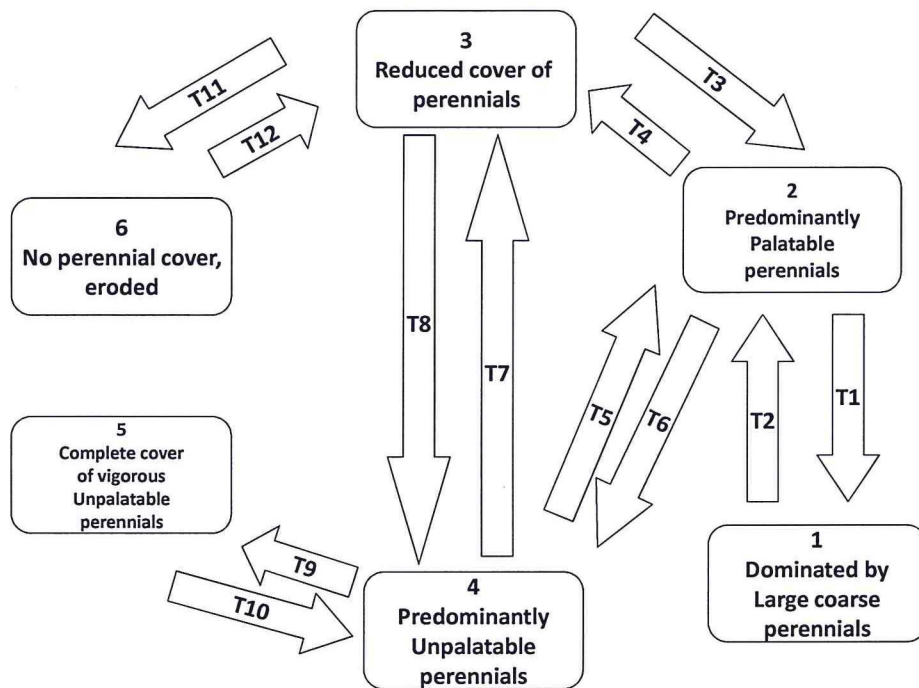 3
Reduced cover of
perennials
T11
T12
T3
T4
6
No perennial cover,
eroded
2
Predominantly
Palatable
perennials
T8
T7
T5
T6
T2
T1
5
Complete cover
of vigorous
Unpalatable
perennials
T9
T10
4
Predominantly
Unpalatable
perennials
1
Dominated by
Large coarse
perennials